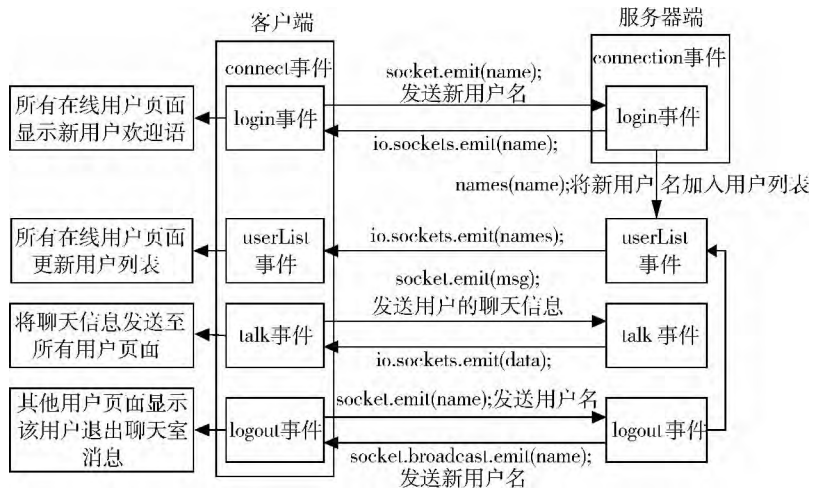 客户端
服务器端
connect事件
connection事件
socket.emit(name);
发送新用户名
所有在线用户页面
显示新用户欢迎语
login事件
login事件
io.sockets.emit(name);
names(name);将新用户名加入用户列表
所有在线用户页面
更新用户列表
userList
事件
io.sockets.emit(names);
userList
事件
socket.emit(msg);
发送用户的聊天信息
将聊天信息发送至
所有用户页面
talk事件
talk 事件
io.sockets.emit(data);
其他用户页面显示
该用户退出聊天室
消息
socket.emit(name);发送用户名
logout事件
logout事件
socket.broadcast.emit(name);
发送新用户名